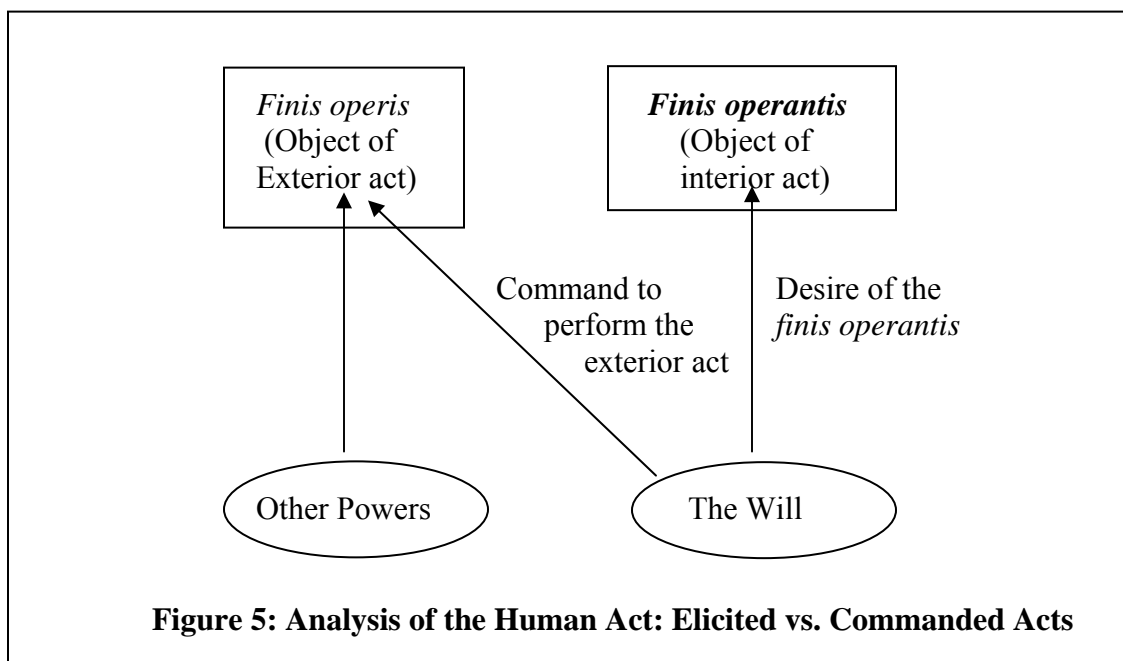 Finis operis
(Object of
Exterior act)
Finis operantis
(Object of
interior act)
Command to
perform the
exterior act
Desire of the
finis operantis
Other Powers
The Will
Figure 5: Analysis of the Human Act: Elicited vs. Commanded Acts